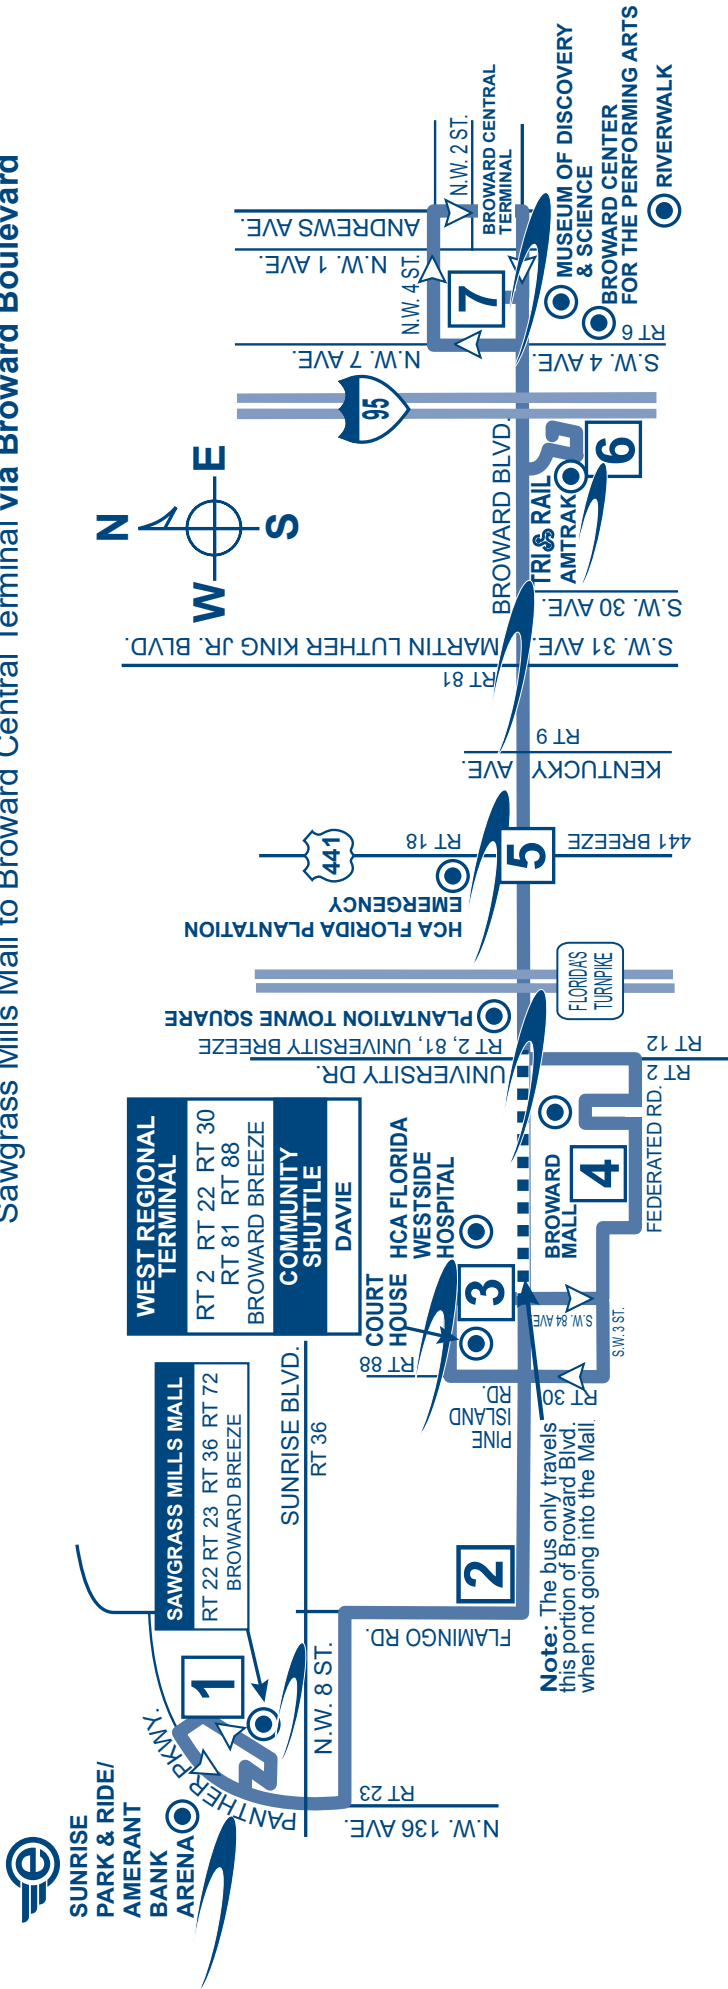 Sawgrass Mills Mall to Broward Central Terminal via Broward Boulevard
SUNRISE
PARK & RIDE/
AMERANT
BANK
ARENA
PANTHER PKWY.
1
SAWGRASS MILLS MALL
RT 22 RT 23 RT 36 RT 72
BROWARD BREEZE
SUNRISE BLVD.
RT 36
N.W. 8 ST.
N.W. 136 AVE.
RT 23
FLAMINGO RD.
2
Note: The bus only travels
this portion of Broward Blvd.
when not going into the Mall.
WEST REGIONAL
TERMINAL
RT 2 RT 22 RT 30
RT 81 RT 88
BROWARD BREEZE
COMMUNITY
SHUTTLE
DAVIE
PINE
ISLAND
RD.
RT 88
RT 30
COURT
HOUSE
3
HCA FLORIDA
WESTSIDE
HOSPITAL
S.W. 84 AVE
S.W. 3 ST.
BROWARD
MALL
4
FEDERATED RD.
UNIVERSITY DR.
RT 2, 81, UNIVERSITY BREEZE
RT 2
RT 12
PLANTATION TOWNE SQUARE
FLORIDA'S
TURNPIKE
HCA FLORIDA PLANTATION
EMERGENCY
441
RT 18
5
441 BREEZE
KENTUCKY AVE.
RT 9
RT 81
MARTIN LUTHER KING JR. BLVD.
S.W. 31 AVE.
S.W. 30 AVE.
N
W
E
S
BROWARD BLVD.
TRI RAIL
AMTRAK
6
95
N.W. 7 AVE.
S.W. 4 AVE.
RT 6
7
N.W. 4 ST.
N.W. 1 AVE.
ANDREWS AVE.
N.W. 2 ST.
BROWARD CENTRAL
TERMINAL
MUSEUM OF DISCOVERY
& SCIENCE
BROWARD CENTER
FOR THE PERFORMING ARTS
RIVERWALK